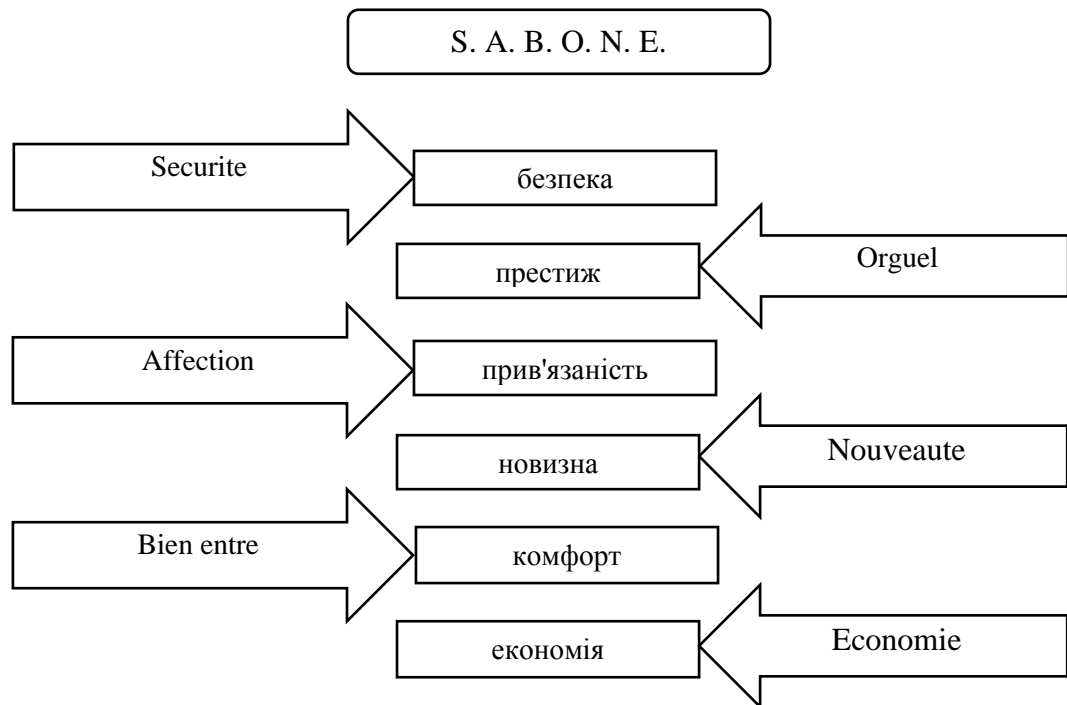 S. A. B. O. N. E.
Securite
безпека
Orguel
престиж
Affection
прив'язаність
Nouveaute
новизна
Bien entre
комфорт
Economie
економія